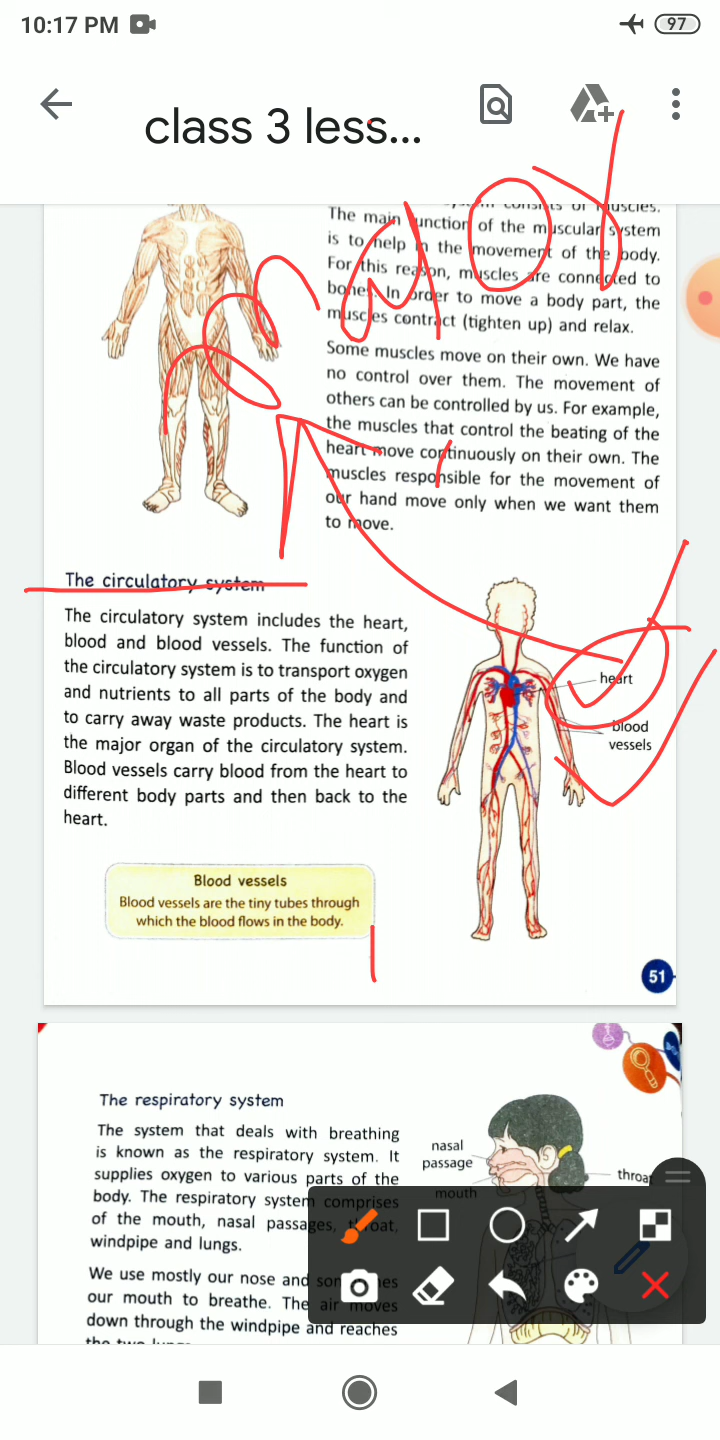 10:17 PM
97
class 3 less...
The main function of the muscular system
is to help in the movement of the body.
For this reason, muscles are connected to
bones. In order to move a body part, the
muscles contract (tighten up) and relax.
Some muscles move on their own. We have
no control over them. The movement of
others can be controlled by us. For example,
the muscles that control the beating of the
heart move continuously on their own. The
muscles responsible for the movement of
our hand move only when we want them
to move.
The circulatory system
The circulatory system includes the heart,
blood and blood vessels. The function of
the circulatory system is to transport oxygen
and nutrients to all parts of the body and
to carry away waste products. The heart is
the major organ of the circulatory system.
Blood vessels carry blood from the heart to
different body parts and then back to the
heart.
heart
blood
vessels
Blood vessels
Blood vessels are the tiny tubes through
which the blood flows in the body.
51
The respiratory system
The system that deals with breathing
is known as the respiratory system. It
supplies oxygen to various parts of the
body. The respiratory system comprises
of the mouth, nasal passages, throat,
windpipe and lungs.
We use mostly our nose and sometimes
our mouth to breathe. The air moves
down through the windpipe and reaches
nasal
passage
mouth